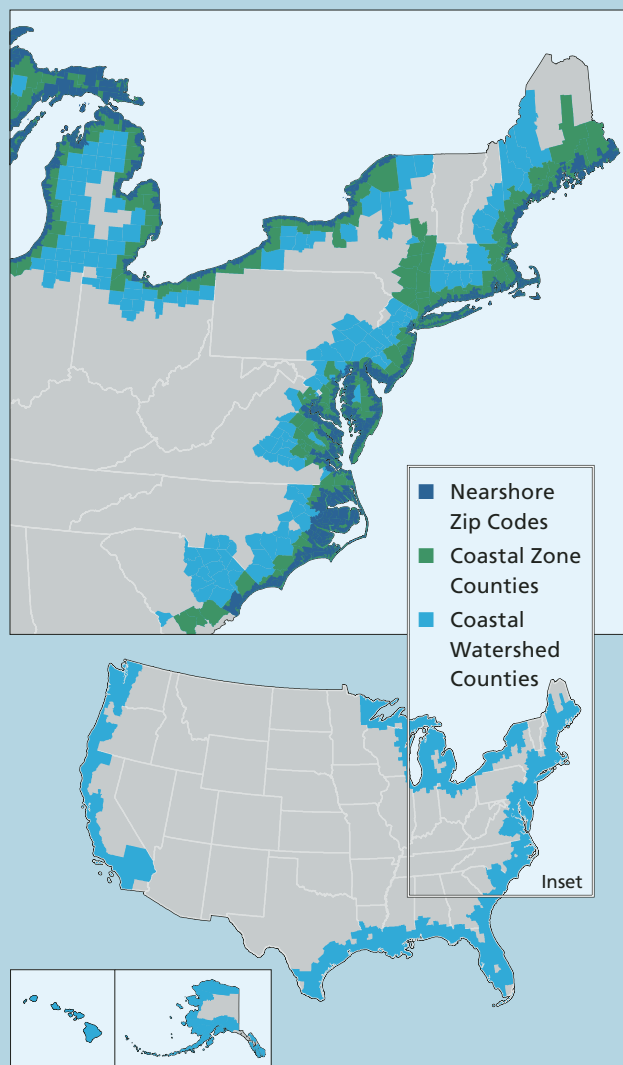 Nearshore
Zip Codes
Coastal Zone
Counties
Coastal
Watershed
Counties
Inset